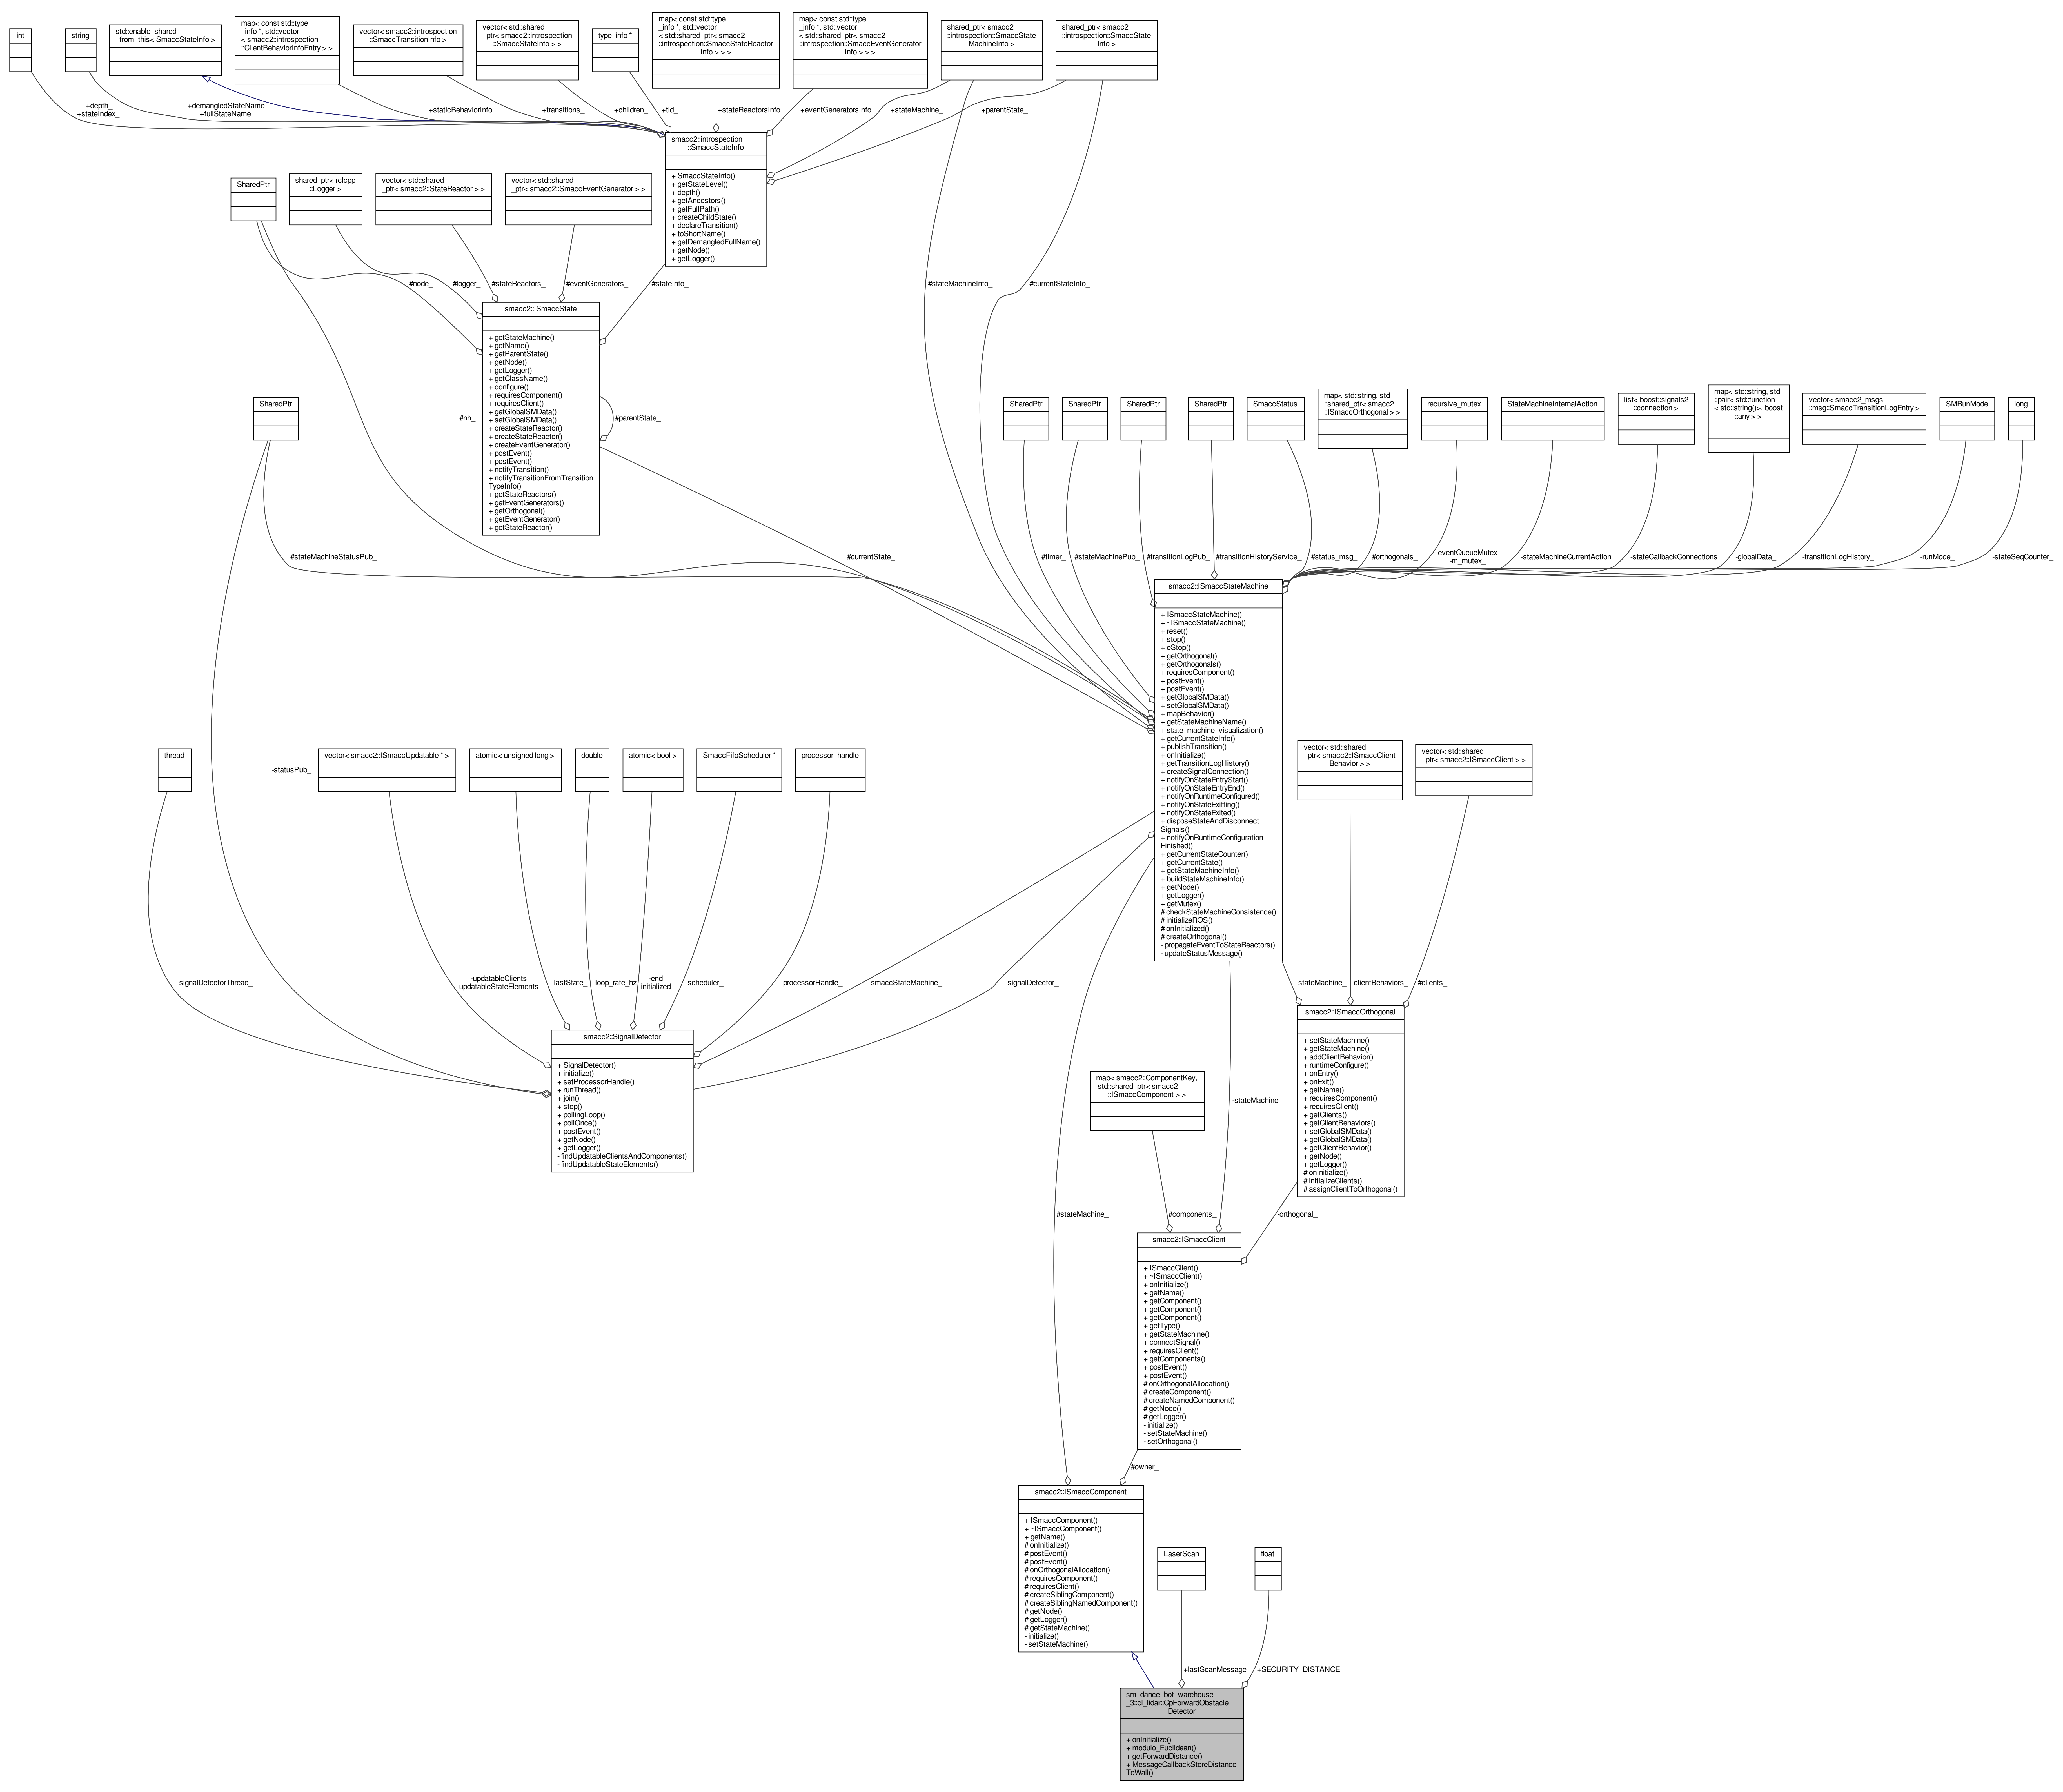 int
string
std::enable_shared
_from_this< SmaccStateInfo >
map< const std::type
_info *, std::vector
< smacc2::introspection
::ClientBehaviorInfoEntry > >
vector< smacc2::introspection
::SmaccTransitionInfo >
vector< std::shared
_ptr< smacc2::introspection
::SmaccStateInfo > >
type_info *
map< const std::type
_info *, std::vector
< std::shared_ptr< smacc2
::introspection::SmaccStateReactor
Info > > >
map< const std::type
_info *, std::vector
< std::shared_ptr< smacc2
::introspection::SmaccEventGenerator
Info > > >
shared_ptr< smacc2
::introspection::SmaccState
MachineInfo >
shared_ptr< smacc2
::introspection::SmaccState
Info >
+depth_
+stateIndex_
+demangledStateName
+fullStateName
+staticBehaviorInfo
+transitions_
+children_
+tid_
+stateReactorsInfo
+eventGeneratorsInfo
+stateMachine_
+parentState_
smacc2::introspection
::SmaccStateInfo
+ SmaccStateInfo()
+ getStateLevel()
+ depth()
+ getAncestors()
+ getFullPath()
+ createChildState()
+ declareTransition()
+ toShortName()
+ getDemangledFullName()
+ getNode()
+ getLogger()
SharedPtr
shared_ptr< rclcpp
::Logger >
vector< std::shared
_ptr< smacc2::StateReactor > >
vector< std::shared
_ptr< smacc2::SmaccEventGenerator > >
#node_
#logger_
#stateReactors_
#eventGenerators_
#stateInfo_
#stateMachineInfo_
#currentStateInfo_
smacc2::ISmaccState
+ getStateMachine()
+ getName()
+ getParentState()
+ getNode()
+ getLogger()
+ getClassName()
+ configure()
+ requiresComponent()
+ requiresClient()
+ getGlobalSMData()
+ setGlobalSMData()
+ createStateReactor()
+ createStateReactor()
+ createEventGenerator()
+ postEvent()
+ postEvent()
+ notifyTransition()
+ notifyTransitionFromTransition
TypeInfo()
+ getStateReactors()
+ getEventGenerators()
+ getOrthogonal()
+ getEventGenerator()
+ getStateReactor()
#parentState_
#nh_
SharedPtr
SharedPtr
SharedPtr
SharedPtr
SharedPtr
SmaccStatus
map< std::string, std
::shared_ptr< smacc2
::ISmaccOrthogonal > >
recursive_mutex
StateMachineInternalAction
list< boost::signals2
::connection >
map< std::string, std
::pair< std::function
< std::string()>, boost
::any > >
vector< smacc2_msgs
::msg::SmaccTransitionLogEntry >
SMRunMode
long
#stateMachineStatusPub_
#currentState_
#timer_
#stateMachinePub_
#transitionLogPub_
#transitionHistoryService_
#status_msg_
#orthogonals_
-eventQueueMutex_
-m_mutex_
-stateMachineCurrentAction
-stateCallbackConnections
-globalData_
-transitionLogHistory_
-runMode_
-stateSeqCounter_
smacc2::ISmaccStateMachine
+ ISmaccStateMachine()
+ ~ISmaccStateMachine()
+ reset()
+ stop()
+ eStop()
+ getOrthogonal()
+ getOrthogonals()
+ requiresComponent()
+ postEvent()
+ postEvent()
+ getGlobalSMData()
+ setGlobalSMData()
+ mapBehavior()
+ getStateMachineName()
+ state_machine_visualization()
+ getCurrentStateInfo()
+ publishTransition()
+ onInitialize()
+ getTransitionLogHistory()
+ createSignalConnection()
+ notifyOnStateEntryStart()
+ notifyOnStateEntryEnd()
+ notifyOnRuntimeConfigured()
+ notifyOnStateExitting()
+ notifyOnStateExited()
+ disposeStateAndDisconnect
Signals()
+ notifyOnRuntimeConfiguration
Finished()
+ getCurrentStateCounter()
+ getCurrentState()
+ getStateMachineInfo()
+ buildStateMachineInfo()
+ getNode()
+ getLogger()
+ getMutex()
# checkStateMachineConsistence()
# initializeROS()
# onInitialized()
# createOrthogonal()
- propagateEventToStateReactors()
- updateStatusMessage()
thread
-statusPub_
vector< smacc2::ISmaccUpdatable * >
atomic< unsigned long >
double
atomic< bool >
SmaccFifoScheduler *
processor_handle
vector< std::shared
_ptr< smacc2::ISmaccClient
Behavior > >
vector< std::shared
_ptr< smacc2::ISmaccClient > >
-signalDetectorThread_
-updatableClients_
-updatableStateElements_
-lastState_
-loop_rate_hz
-end_
-initialized_
-scheduler_
-processorHandle_
-smaccStateMachine_
-signalDetector_
-stateMachine_
-clientBehaviors_
#clients_
smacc2::SignalDetector
+ SignalDetector()
+ initialize()
+ setProcessorHandle()
+ runThread()
+ join()
+ stop()
+ pollingLoop()
+ pollOnce()
+ postEvent()
+ getNode()
+ getLogger()
- findUpdatableClientsAndComponents()
- findUpdatableStateElements()
smacc2::ISmaccOrthogonal
+ setStateMachine()
+ getStateMachine()
+ addClientBehavior()
+ runtimeConfigure()
+ onEntry()
+ onExit()
+ getName()
+ requiresComponent()
+ requiresClient()
+ getClients()
+ getClientBehaviors()
+ setGlobalSMData()
+ getGlobalSMData()
+ getClientBehavior()
+ getNode()
+ getLogger()
# onInitialize()
# initializeClients()
# assignClientToOrthogonal()
map< smacc2::ComponentKey,
std::shared_ptr< smacc2
::ISmaccComponent > >
-stateMachine_
#stateMachine_
#components_
-orthogonal_
smacc2::ISmaccClient
+ ISmaccClient()
+ ~ISmaccClient()
+ onInitialize()
+ getName()
+ getComponent()
+ getComponent()
+ getComponent()
+ getType()
+ getStateMachine()
+ connectSignal()
+ requiresClient()
+ getComponents()
+ postEvent()
+ postEvent()
# onOrthogonalAllocation()
# createComponent()
# createNamedComponent()
# getNode()
# getLogger()
- initialize()
- setStateMachine()
- setOrthogonal()
#owner_
smacc2::ISmaccComponent
+ ISmaccComponent()
+ ~ISmaccComponent()
+ getName()
# onInitialize()
# postEvent()
# postEvent()
# onOrthogonalAllocation()
# requiresComponent()
# requiresClient()
# createSiblingComponent()
# createSiblingNamedComponent()
# getNode()
# getLogger()
# getStateMachine()
- initialize()
- setStateMachine()
LaserScan
float
+lastScanMessage_
+SECURITY_DISTANCE
sm_dance_bot_warehouse
_3::cl_lidar::CpForwardObstacle
Detector
+ onInitialize()
+ modulo_Euclidean()
+ getForwardDistance()
+ MessageCallbackStoreDistance
ToWall()